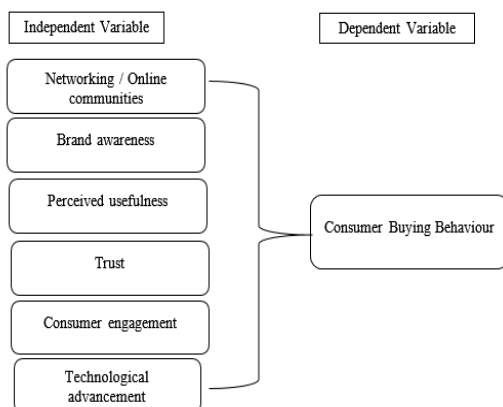 Independent Variable
Dependent Variable
Networking / Online
communities
Brand awareness
Perceived usefulness
Trust
Consumer engagement
Technological
advancement
Consumer Buying Behaviour